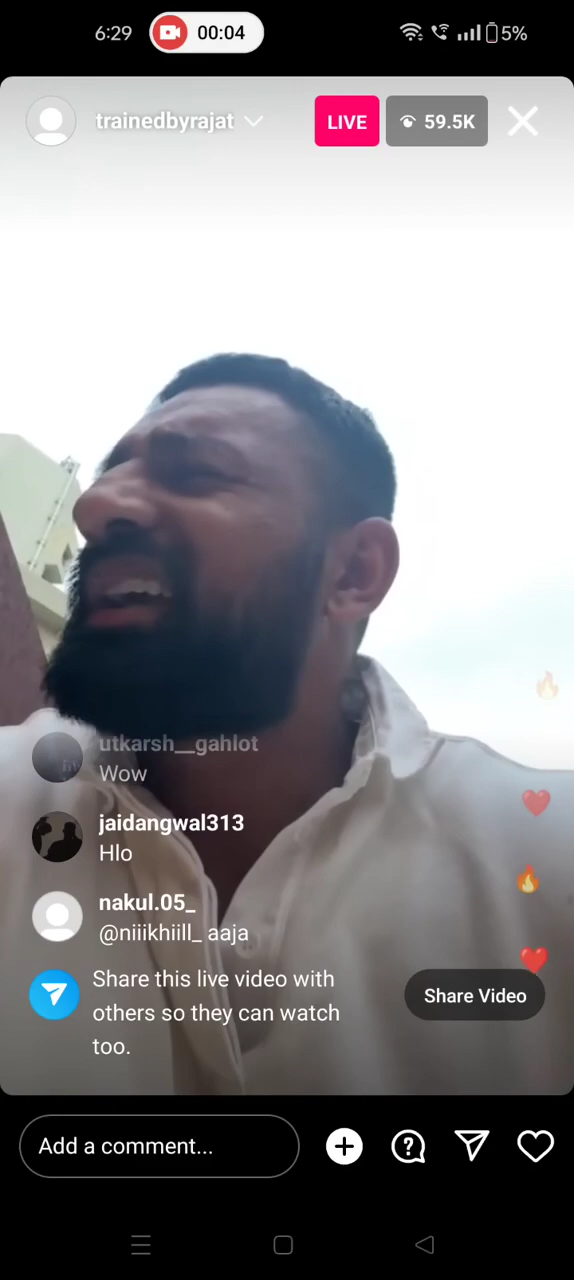 6:29
00:04
5%
trainedbyrajat
LIVE
59.5K
utkarsh__gahlot
Wow
jaidangwal313
Hlo
nakul.05_
@niiikhiill_ aaja
Share this live video with
others so they can watch
too.
Share Video
Add a comment...